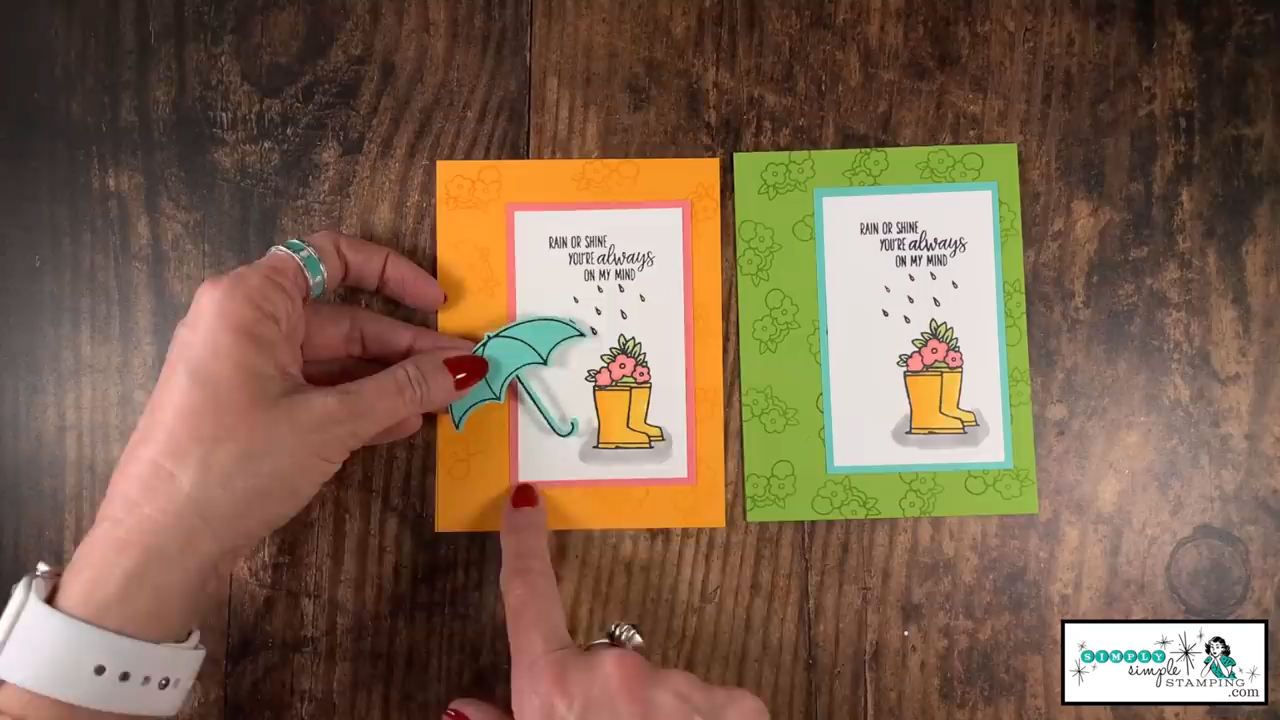 RAIN OR SHINE
YOU'RE always
ON MY MIND
RAIN OR SHINE
YOU'RE always
ON MY MIND
SIMPLY
simple
STAMPING
.com